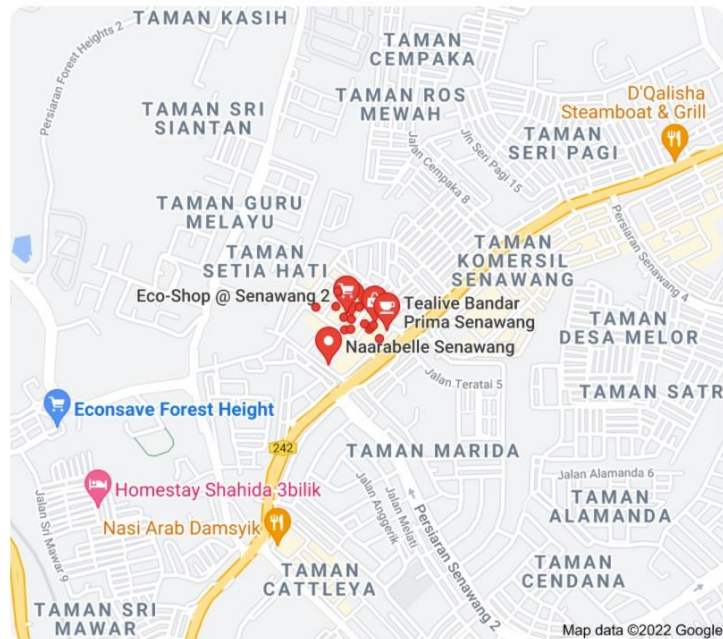 TAMAN KASIH
Persiaran Forest Heights 2
TAMAN
CEMPAKA
D'Qalisha
Steamboat & Grill
TAMAN SRI
SIANTAN
TAMAN ROS
MEWAH
Jln Seri Pagi 15
TAMAN
SERI PAGI
Jalan Cempaka 8
TAMAN GURU
MELAYU
Persiaran Senawang 4
TAMAN
SETIA HATI
TAMAN
KOMERSIL
SENAWANG
Eco-Shop @ Senawang 2
Tealive Bandar
Prima Senawang
TAMAN
DESA MELOR
Naarabelle Senawang
Jalan Teratai 5
TAMAN SATR
Econsave Forest Height
242
TAMAN MARIDA
Jalan Alamanda 6
Homestay Shahida 3bilik
TAMAN
ALAMANDA
Jalan Anggerik
Jalan Melati
Persiaran Senawang 2
Nasi Arab Damsyik
Jalan Sri Mawar 9
TAMAN
CATTLEYA
TAMAN
CENDANA
TAMAN SRI
MAWAR
Map data ©2022 Google